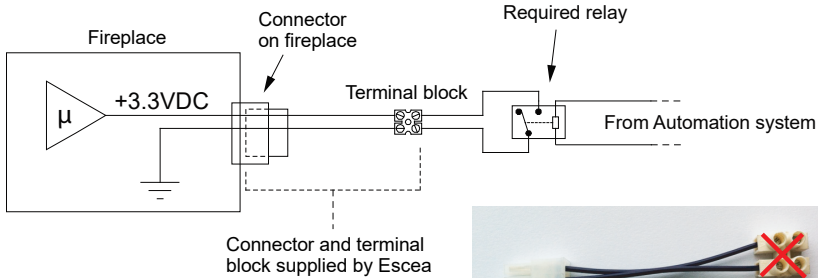 Connector
on fireplace
Required relay
Fireplace
+3.3VDC
µ
Terminal block
From Automation system
Connector and terminal
block supplied by Escea